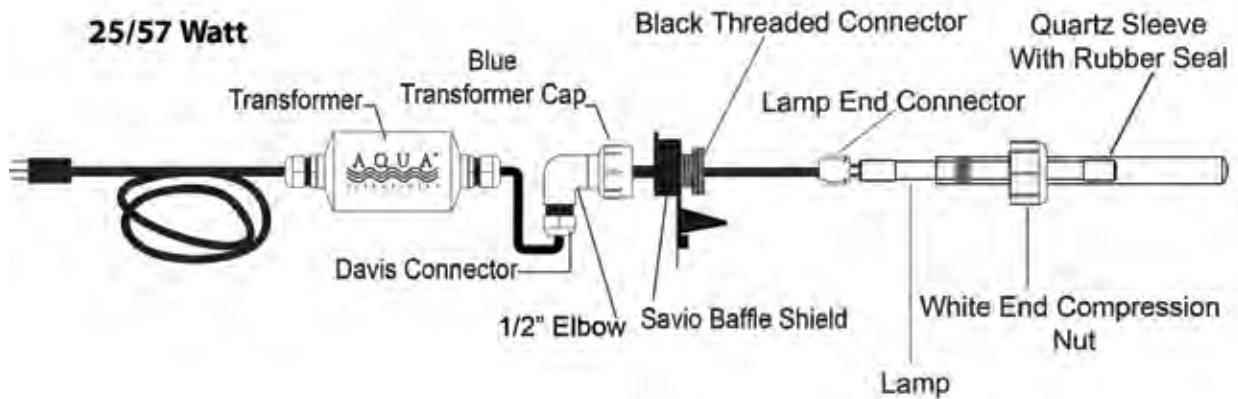 25/57 Watt
Transformer
Blue
Transformer Cap
Black Threaded Connector
Quartz Sleeve
With Rubber Seal
Lamp End Connector
AQUA
Davis Connector
1/2" Elbow
Savio Baffle Shield
White End Compression
Nut
Lamp